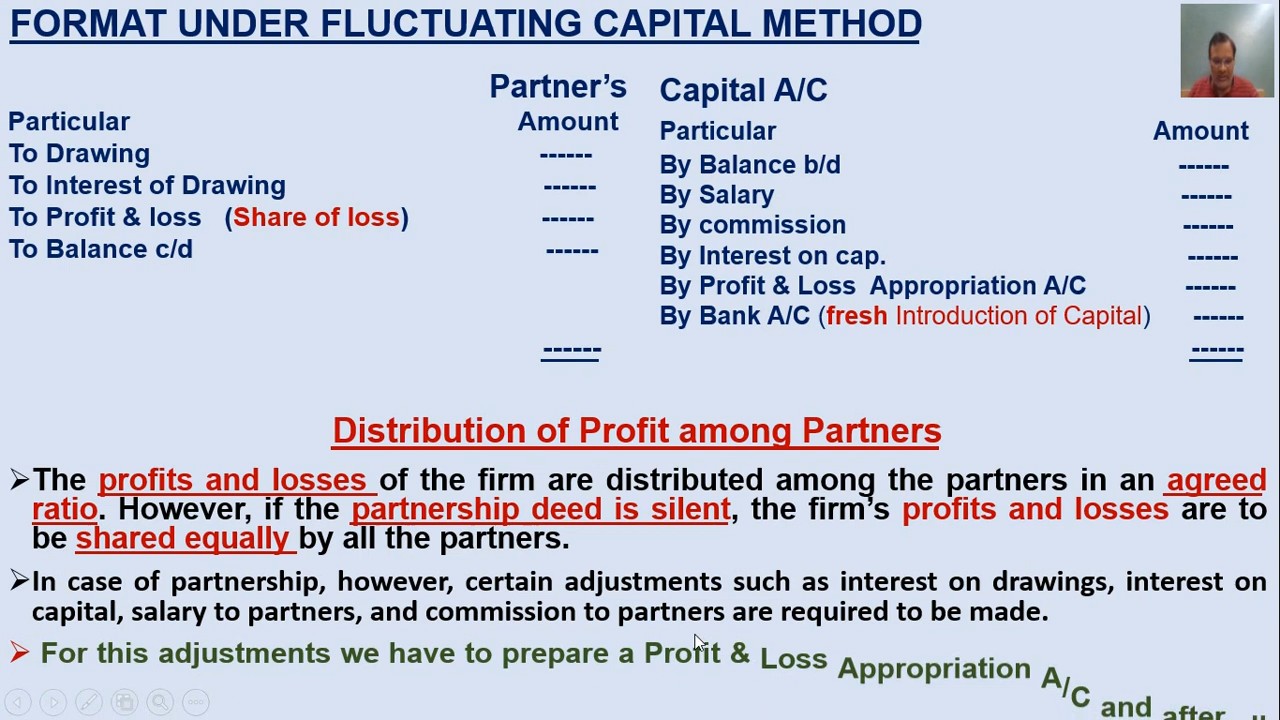 FORMAT UNDER FLUCTUATING CAPITAL METHOD
Partner's Capital A/C
Particular Amount
To Drawing ------
To Interest of Drawing ------
To Profit & loss (Share of loss) ------
To Balance c/d ------
------
Particular Amount
By Balance b/d ------
By Salary ------
By commission ------
By Interest on cap. ------
By Profit & Loss Appropriation A/C ------
By Bank A/C (fresh Introduction of Capital) ------
------
Distribution of Profit among Partners
➢The profits and losses of the firm are distributed among the partners in an agreed
ratio. However, if the partnership deed is silent, the firm's profits and losses are to
be shared equally by all the partners.
➢In case of partnership, however, certain adjustments such as interest on drawings, interest on
capital, salary to partners, and commission to partners are required to be made.
➢ For this adjustments we have to prepare a Profit & Loss Appropriation A/C and after